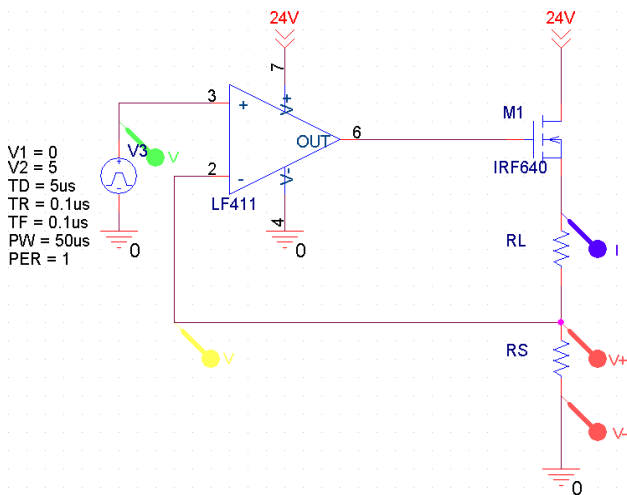 24V
24V
7
3
+
V+
M1
OUT
6
V3
V
V1 = 0
V2 = 5
TD = 5us
TR = 0.1us
TF = 0.1us
PW = 50us
PER = 1
2
-
V-
LF411
IRF640
4
0
0
RL
I
V
RS
V+
V-
0